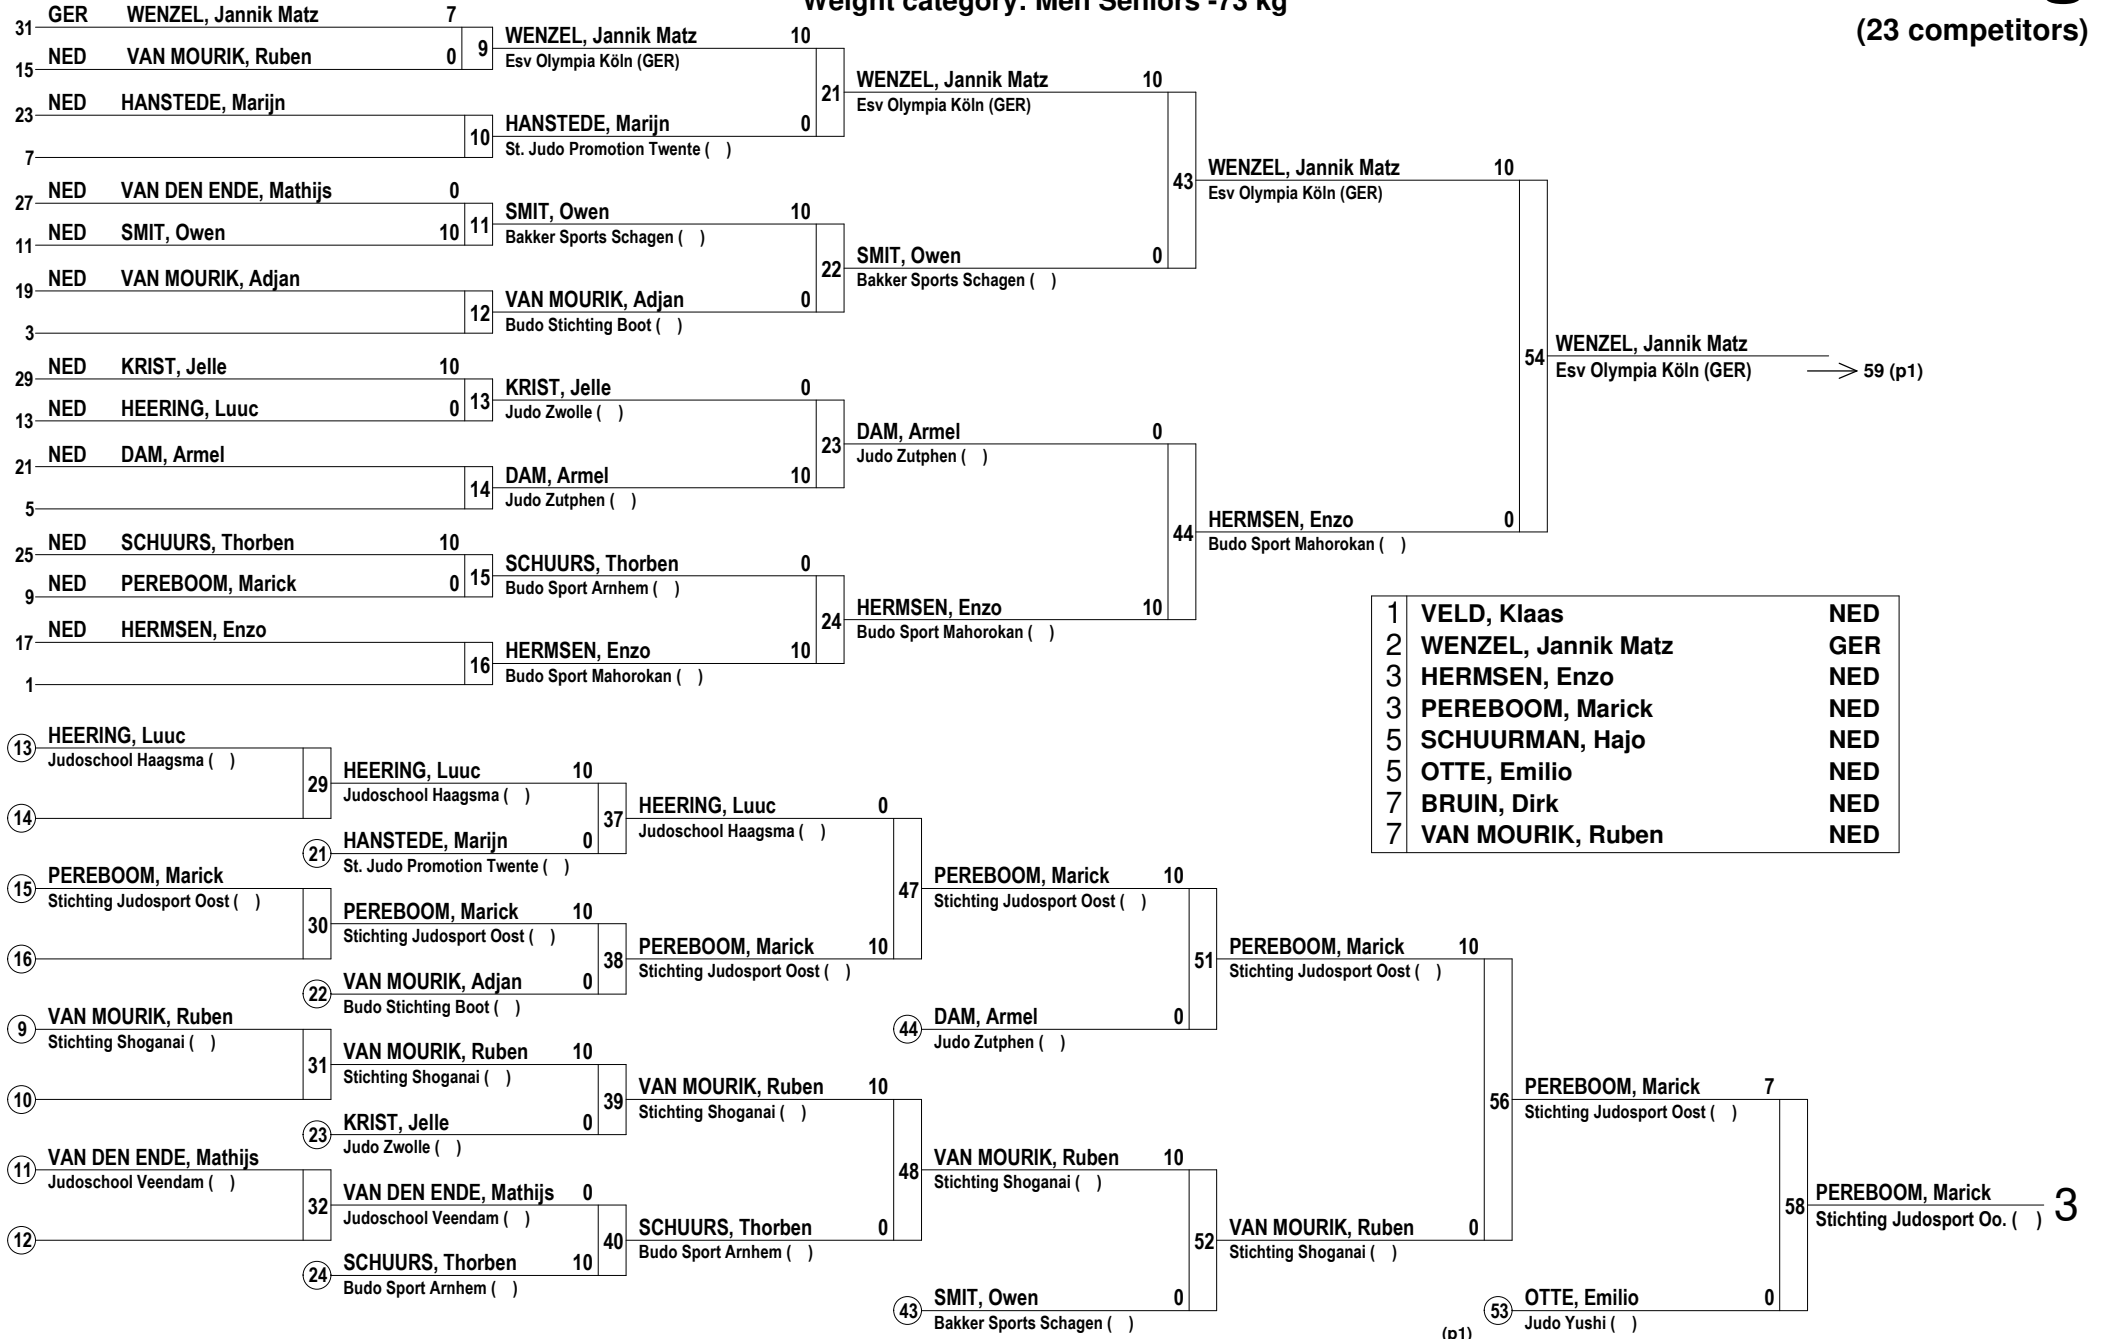 Weight category: Men Seniors -73 kg
(23 competitors)
31 GER WENZEL, Jannik Matz 7
15 NED VAN MOURIK, Ruben 0
9
WENZEL, Jannik Matz 10
Esv Olympia Köln (GER)
23 NED HANSTEDE, Marijn
7
10
HANSTEDE, Marijn 0
St. Judo Promotion Twente ( )
21
WENZEL, Jannik Matz 10
Esv Olympia Köln (GER)
27 NED VAN DEN ENDE, Mathijs 0
11 NED SMIT, Owen 10
11
SMIT, Owen 10
Bakker Sports Schagen ( )
19 NED VAN MOURIK, Adjan
3
12
VAN MOURIK, Adjan 0
Budo Stichting Boot ( )
22
SMIT, Owen 0
Bakker Sports Schagen ( )
43
WENZEL, Jannik Matz 10
Esv Olympia Köln (GER)
29 NED KRIST, Jelle 10
13 NED HEERING, Luuc 0
13
KRIST, Jelle 0
Judo Zwolle ( )
21 NED DAM, Armel
5
14
DAM, Armel 10
Judo Zutphen ( )
23
DAM, Armel 0
Judo Zutphen ( )
25 NED SCHUURS, Thorben 10
9 NED PEREBOOM, Marick 0
15
SCHUURS, Thorben 0
Budo Sport Arnhem ( )
17 NED HERMSEN, Enzo
1
16
HERMSEN, Enzo 10
Budo Sport Mahorokan ( )
24
HERMSEN, Enzo 10
Budo Sport Mahorokan ( )
44
HERMSEN, Enzo 0
Budo Sport Mahorokan ( )
54
WENZEL, Jannik Matz
Esv Olympia Köln (GER)
59 (p1)
1 VELD, Klaas NED
2 WENZEL, Jannik Matz GER
3 HERMSEN, Enzo NED
3 PEREBOOM, Marick NED
5 SCHUURMAN, Hajo NED
5 OTTE, Emilio NED
7 BRUIN, Dirk NED
7 VAN MOURIK, Ruben NED
13 HEERING, Luuc
Judoschool Haagsma ( )
14
29
HEERING, Luuc 10
Judoschool Haagsma ( )
21 HANSTEDE, Marijn 0
St. Judo Promotion Twente ( )
37
HEERING, Luuc 0
Judoschool Haagsma ( )
15 PEREBOOM, Marick
Stichting Judosport Oost ( )
16
30
PEREBOOM, Marick 10
Stichting Judosport Oost ( )
22 VAN MOURIK, Adjan 0
Budo Stichting Boot ( )
38
PEREBOOM, Marick 10
Stichting Judosport Oost ( )
47
PEREBOOM, Marick 10
Stichting Judosport Oost ( )
44 DAM, Armel 0
Judo Zutphen ( )
51
PEREBOOM, Marick 10
Stichting Judosport Oost ( )
9 VAN MOURIK, Ruben
Stichting Shoganai ( )
10
31
VAN MOURIK, Ruben 10
Stichting Shoganai ( )
23 KRIST, Jelle 0
Judo Zwolle ( )
39
VAN MOURIK, Ruben 10
Stichting Shoganai ( )
11 VAN DEN ENDE, Mathijs
Judoschool Veendam ( )
12
32
VAN DEN ENDE, Mathijs 0
Judoschool Veendam ( )
24 SCHUURS, Thorben 10
Budo Sport Arnhem ( )
40
SCHUURS, Thorben 0
Budo Sport Arnhem ( )
48
VAN MOURIK, Ruben 10
Stichting Shoganai ( )
43 SMIT, Owen 0
Bakker Sports Schagen ( )
52
VAN MOURIK, Ruben 0
Stichting Shoganai ( )
56
PEREBOOM, Marick 7
Stichting Judosport Oost ( )
(p1)
53 OTTE, Emilio 0
Judo Yushi ( )
58
PEREBOOM, Marick
Stichting Judosport Oo. ( )
3